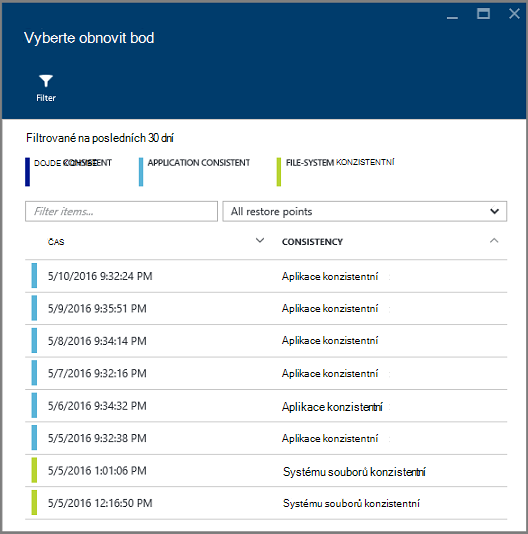 Vyberte obnovit bod
Filter
Filtrované na posledních 30 dní
CONSISTENT APPLICATION CONSISTENT FILE-SYSTEM KONZISTENTNÍ
Filter items... All restore points
ČAS CONSISTENCY
5/10/2016 9:32:24 PM Aplikace konzistentní
5/9/2016 9:35:51 PM Aplikace konzistentní
5/8/2016 9:34:14 PM Aplikace konzistentní
5/7/2016 9:32:16 PM Aplikace konzistentní
5/6/2016 9:34:32 PM Aplikace konzistentní
5/5/2016 9:32:38 PM Aplikace konzistentní
5/5/2016 1:01:06 PM Systému souborů konzistentní
5/5/2016 12:16:50 PM Systému souborů konzistentní